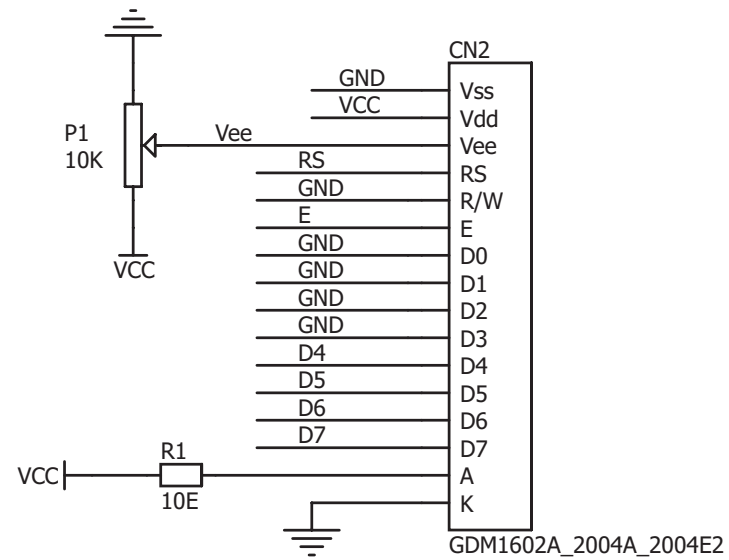 CN2
GND Vss
VCC Vdd
P1 Vee Vee
10K RS RS
GND R/W
E E
GND D0
VCC
GND D1
GND D2
GND D3
D4 D4
D5 D5
D6 D6
D7 D7
R1
VCC A
10E K
GDM1602A_2004A_2004E2